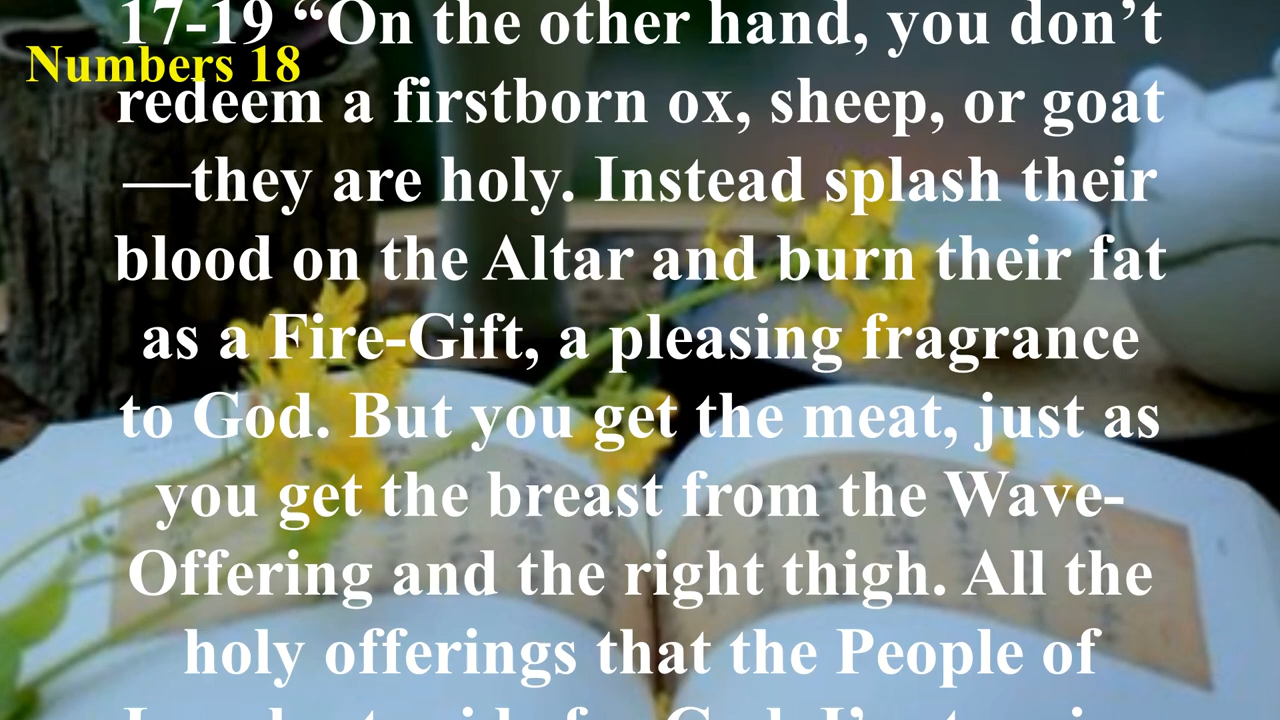 17-19 “On the other hand, you don’t
Numbers 18
redeem a firstborn ox, sheep, or goat
—they are holy. Instead splash their
blood on the Altar and burn their fat
as a Fire-Gift, a pleasing fragrance
to God. But you get the meat, just as
you get the breast from the Wave-
Offering and the right thigh. All the
holy offerings that the People of